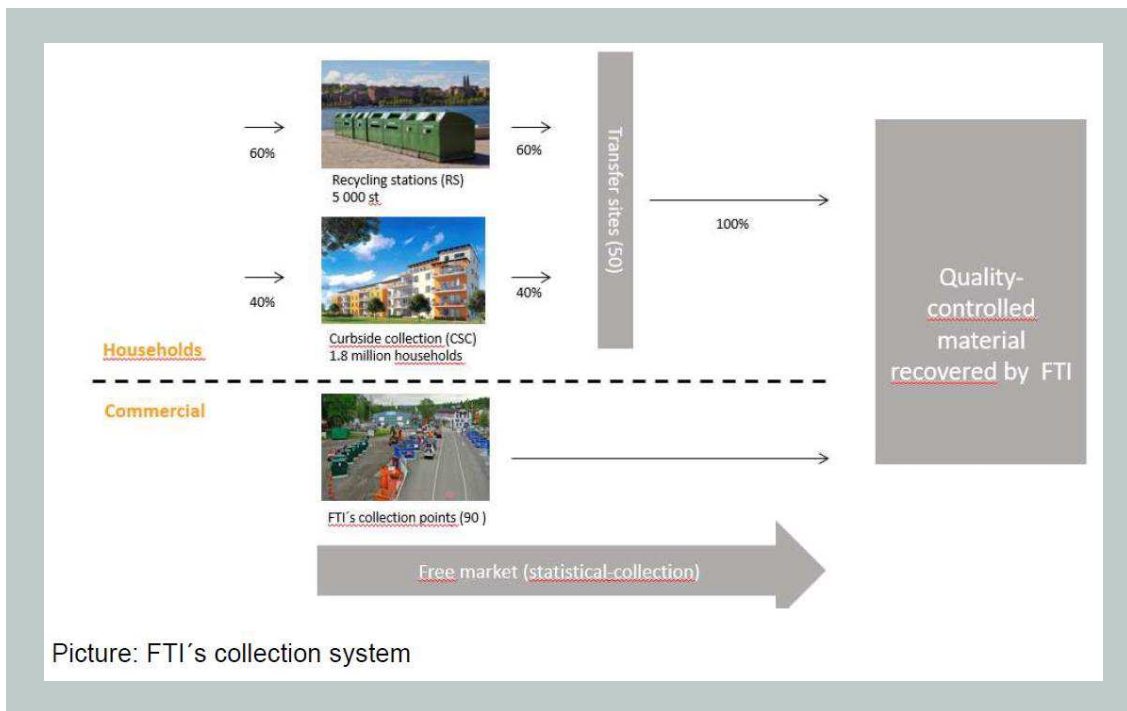 60%
60%
Recycling stations (RS)
5 000 st
Transfer sites (50)
100%
40%
40%
Curbside collection (CSC)
1.8 million households
Households
Quality-
controlled
material
recovered by FTI
Commercial
FTI´s collection points (90 )
Free market (statistical-collection)
Picture: FTI´s collection system